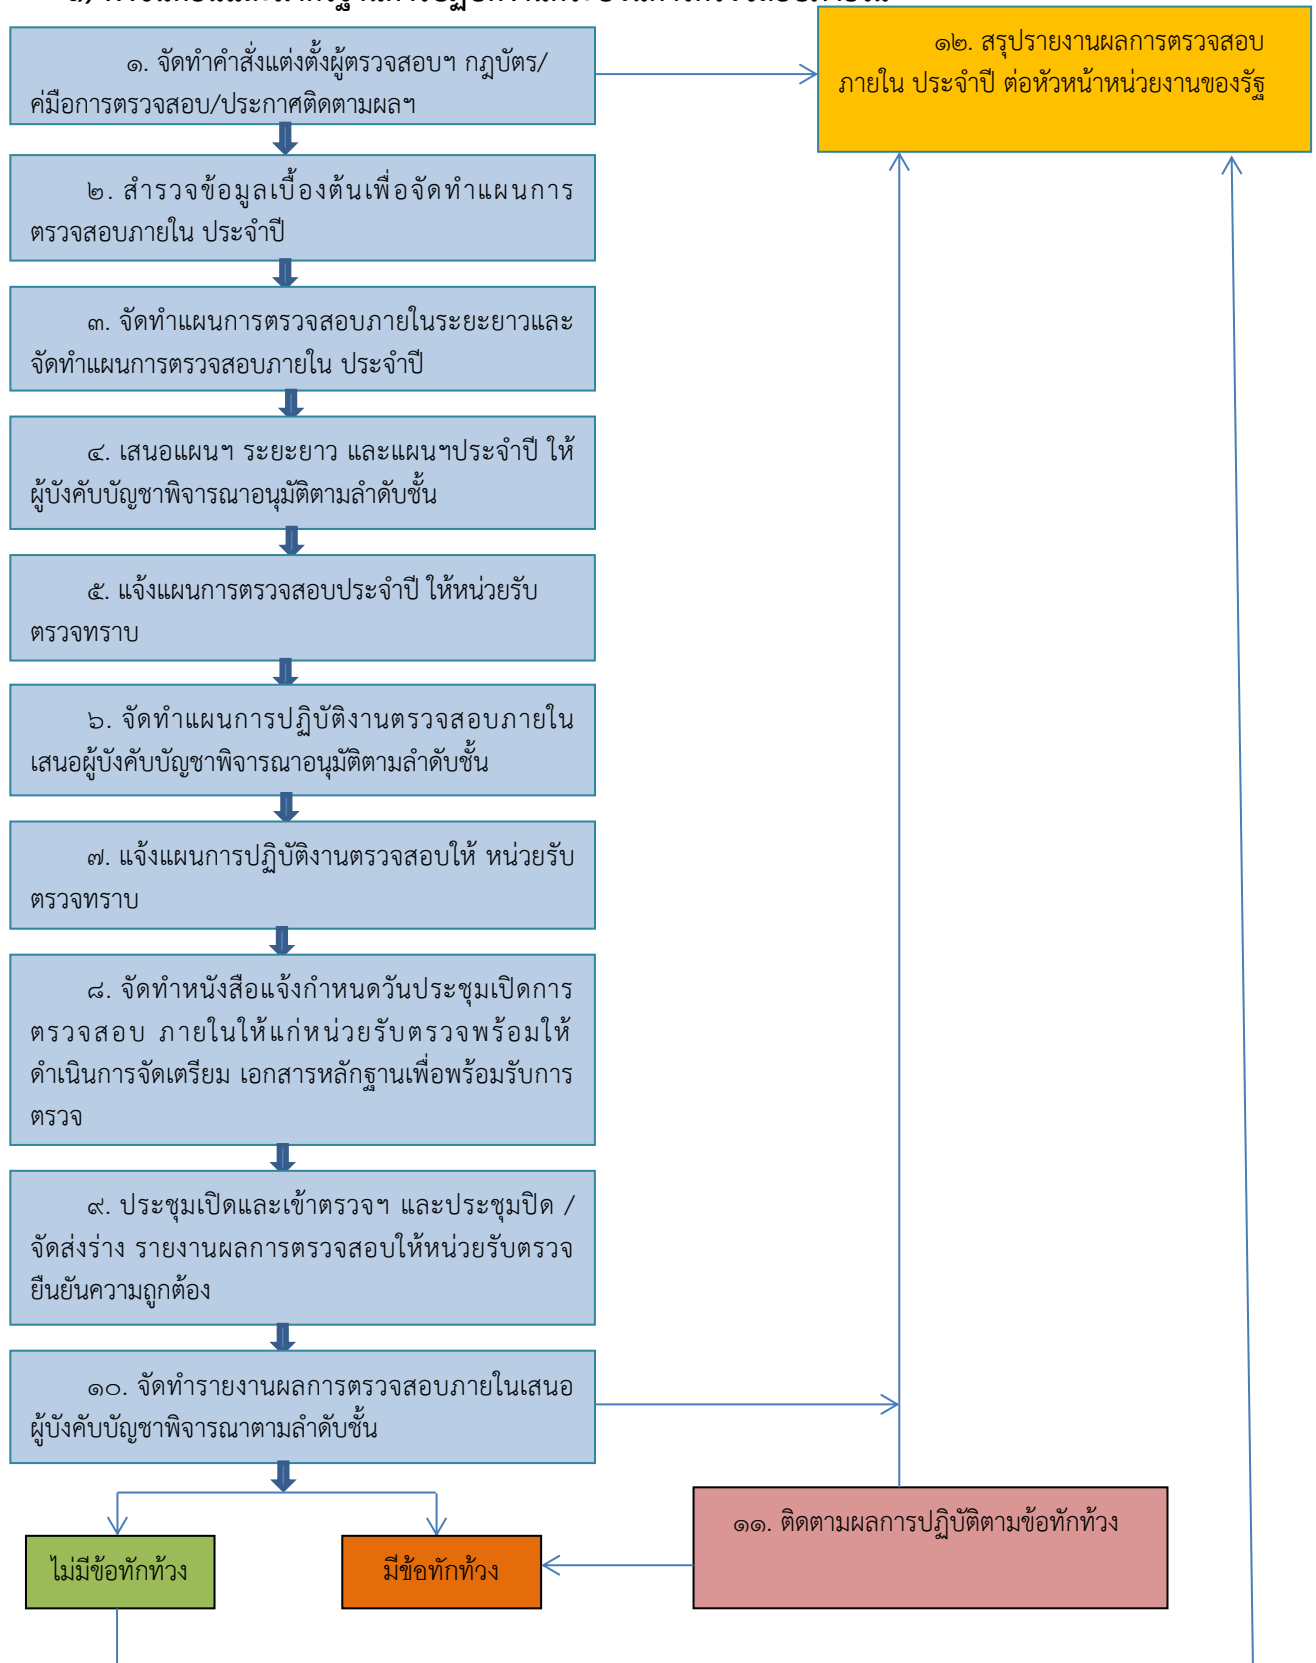 ๑. จัดทำคำสั่งแต่งตั้งผู้ตรวจสอบฯ กฎบัตร/
คู่มือการตรวจสอบ/ประกาศติดตามผลฯ
๒. สำรวจข้อมูลเบื้องต้นเพื่อจัดทำแผนการ
ตรวจสอบภายใน ประจำปี
๓. จัดทำแผนการตรวจสอบภายในระยะยาวและ
จัดทำแผนการตรวจสอบภายใน ประจำปี
๔. เสนอแผนฯ ระยะยาว และแผนฯประจำปี ให้
ผู้บังคับบัญชาพิจารณาอนุมัติตามลำดับชั้น
๕. แจ้งแผนการตรวจสอบประจำปี ให้หน่วยรับ
ตรวจทราบ
๖. จัดทำแผนการปฏิบัติงานตรวจสอบภายใน
เสนอผู้บังคับบัญชาพิจารณาอนุมัติตามลำดับชั้น
๗. แจ้งแผนการปฏิบัติงานตรวจสอบให้ หน่วยรับ
ตรวจทราบ
๘. จัดทำหนังสือแจ้งกำหนดวันประชุมเปิดการ
ตรวจสอบ ภายในให้แก่หน่วยรับตรวจพร้อมให้
ดำเนินการจัดเตรียม เอกสารหลักฐานเพื่อพร้อมรับการ
ตรวจ
๙. ประชุมเปิดและเข้าตรวจฯ และประชุมปิด /
จัดส่งร่าง รายงานผลการตรวจสอบให้หน่วยรับตรวจ
ยืนยันความถูกต้อง
๑๐. จัดทำรายงานผลการตรวจสอบภายในเสนอ
ผู้บังคับบัญชาพิจารณาตามลำดับชั้น
ไม่มีข้อทักท้วง
มีข้อทักท้วง
๑๑. ติดตามผลการปฏิบัติตามข้อทักท้วง
๑๒. สรุปรายงานผลการตรวจสอบ
ภายใน ประจำปี ต่อหัวหน้าหน่วยงานของรัฐ